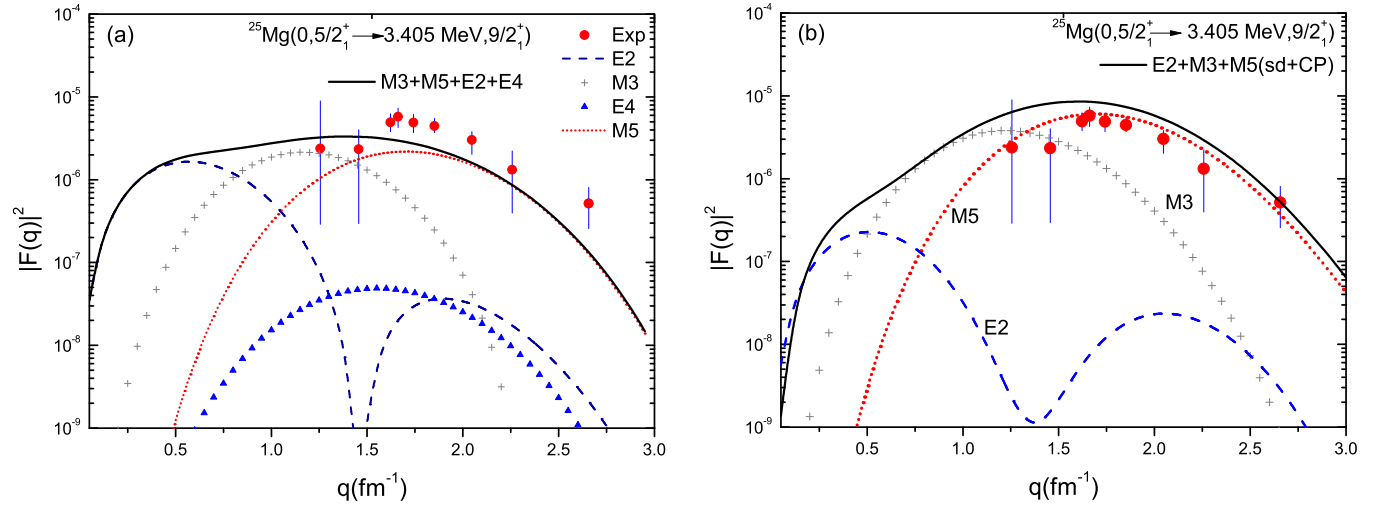 (a)
²⁵Mg(0,5/2₁⁺→3.405 MeV,9/2₁⁺)
M3+M5+E2+E4
Exp
E2
M3
E4
M5
|F(q)|²
10⁻⁴
10⁻⁵
10⁻⁶
10⁻⁷
10⁻⁸
10⁻⁹
0.5 1.0 1.5 2.0 2.5 3.0
q(fm⁻¹)
(b)
²⁵Mg(0,5/2₁⁺→3.405 MeV,9/2₁⁺)
E2+M3+M5(sd+CP)
M5
M3
E2
|F(q)|²
10⁻⁴
10⁻⁵
10⁻⁶
10⁻⁷
10⁻⁸
10⁻⁹
0.5 1.0 1.5 2.0 2.5 3.0
q(fm⁻¹)